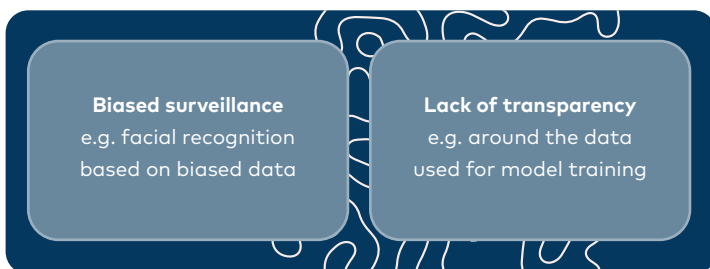 Biased surveillance
e.g. facial recognition
based on biased data
Lack of transparency
e.g. around the data
used for model training